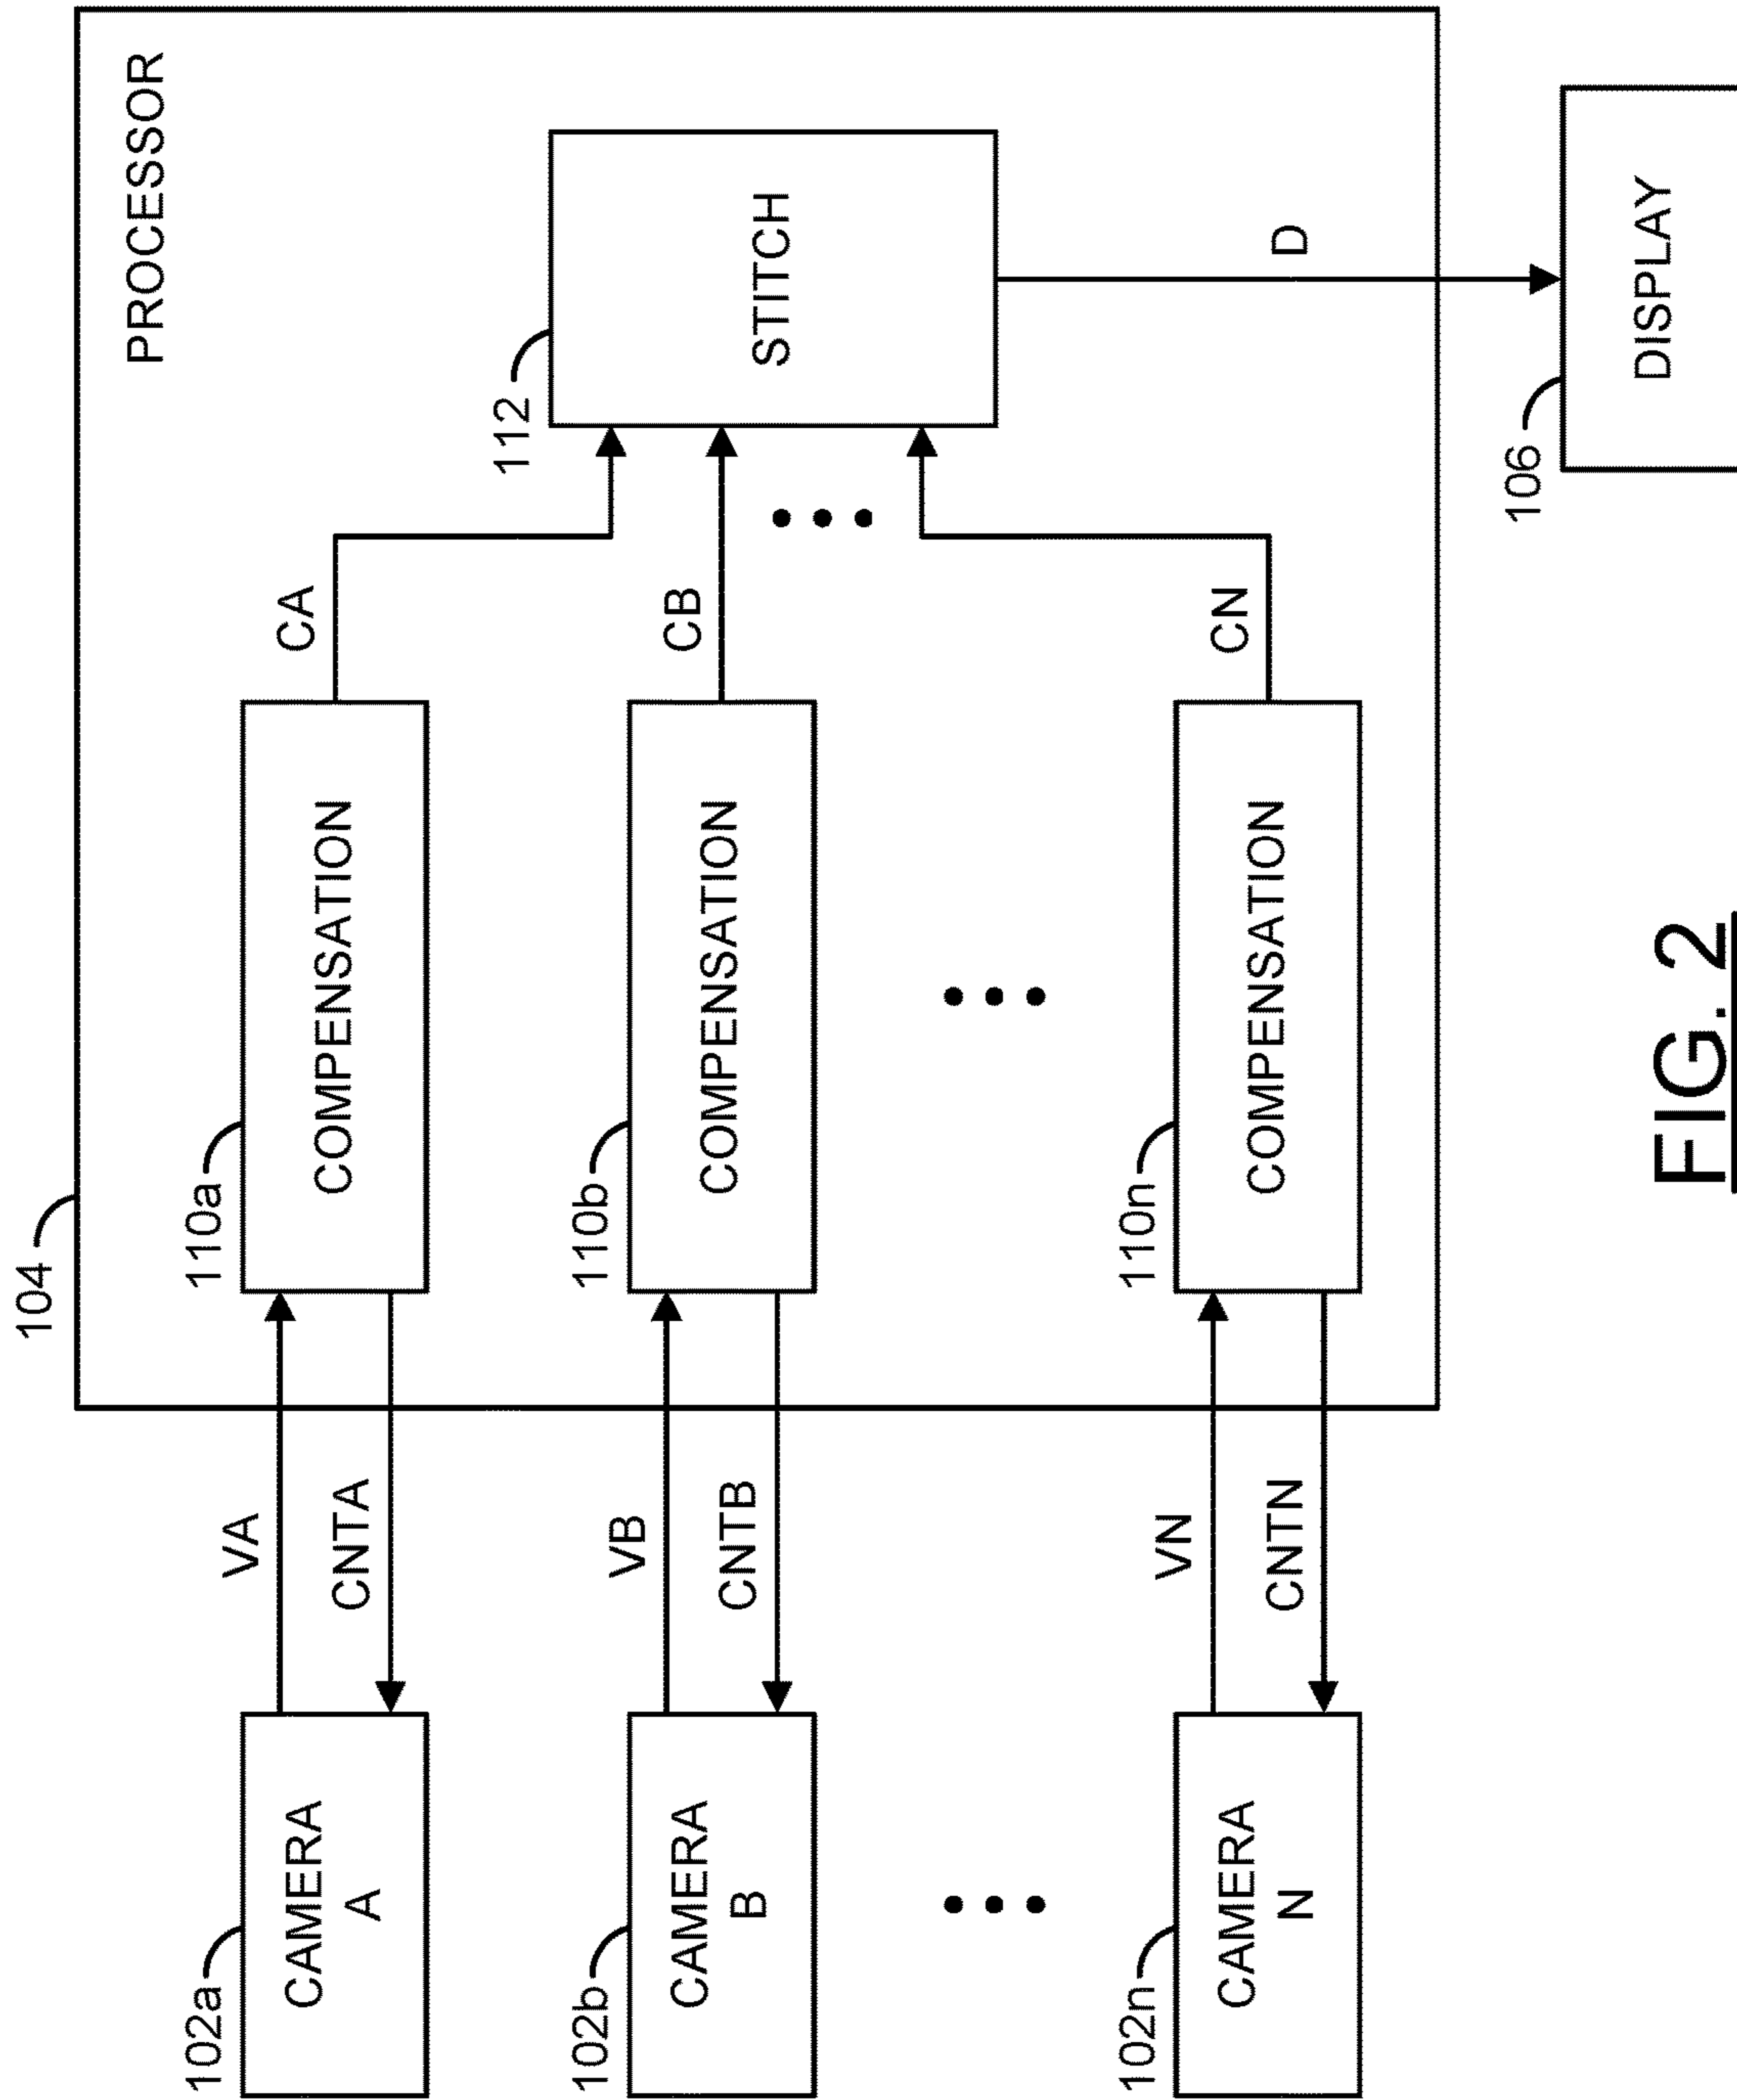 104
PROCESSOR
102a
CAMERA
A
VA
CNTA
110a
COMPENSATION
CA
102b
CAMERA
B
VB
CNTB
110b
COMPENSATION
CB
112
STITCH
102n
CAMERA
N
VN
CNTN
110n
COMPENSATION
CN
D
106
DISPLAY
FIG. 2